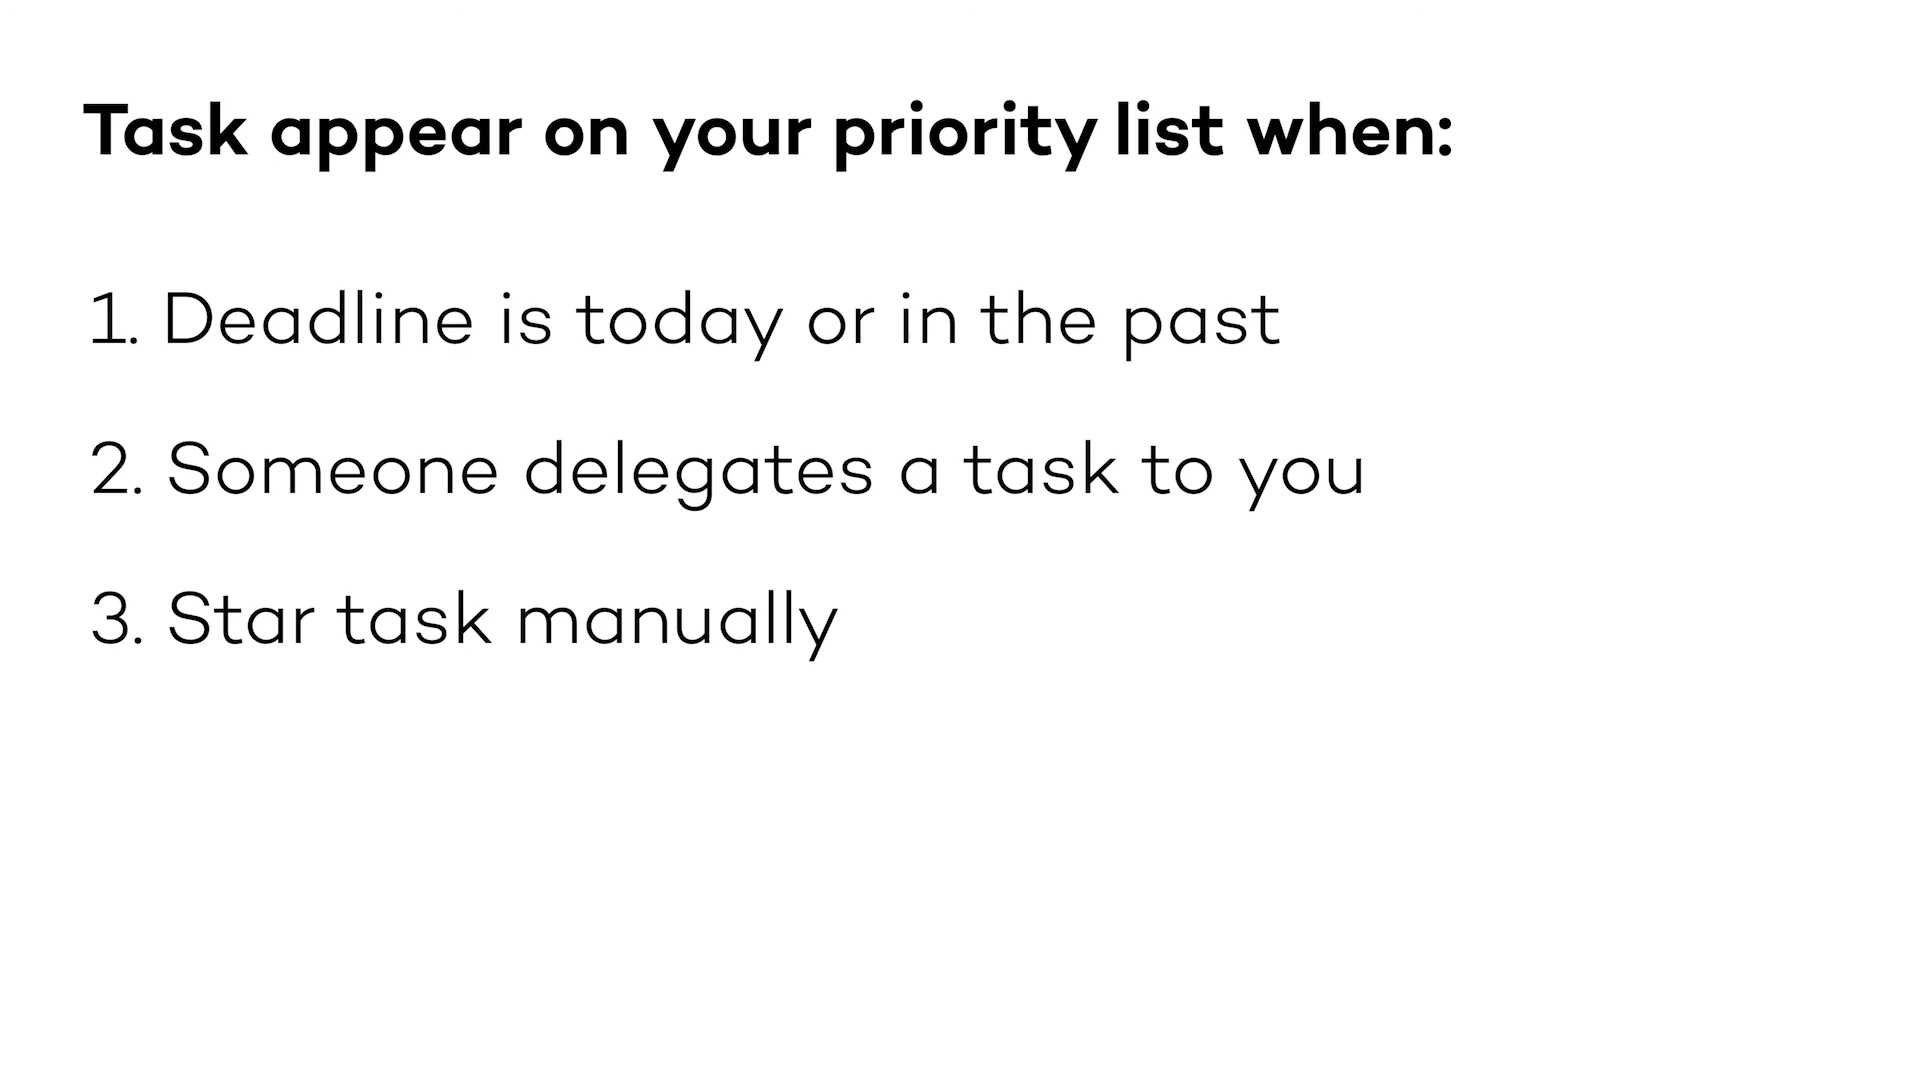 Task appear on your priority list when:
1. Deadline is today or in the past
2. Someone delegates a task to you
3. Star task manually